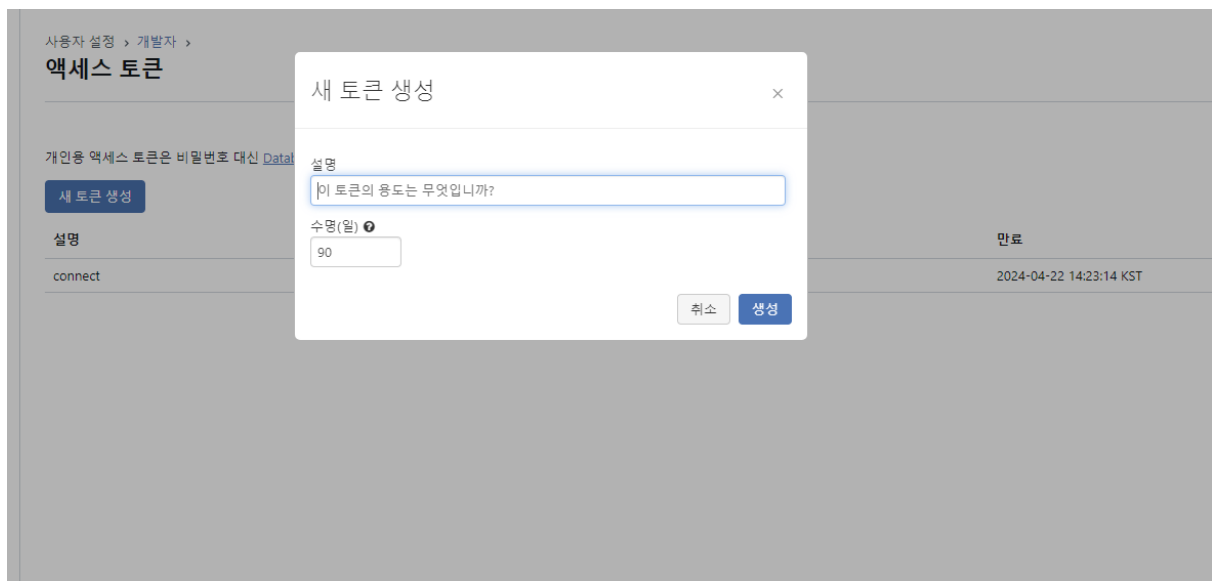 사용자 설정 › 개발자 ›
액세스 토큰
개인용 액세스 토큰은 비밀번호 대신
새 토큰 생성
설명
만료
connect
2024-04-22 14:23:14 KST
새 토큰 생성
×
설명
이 토큰의 용도는 무엇입니까?
수명(일)
90
취소
생성